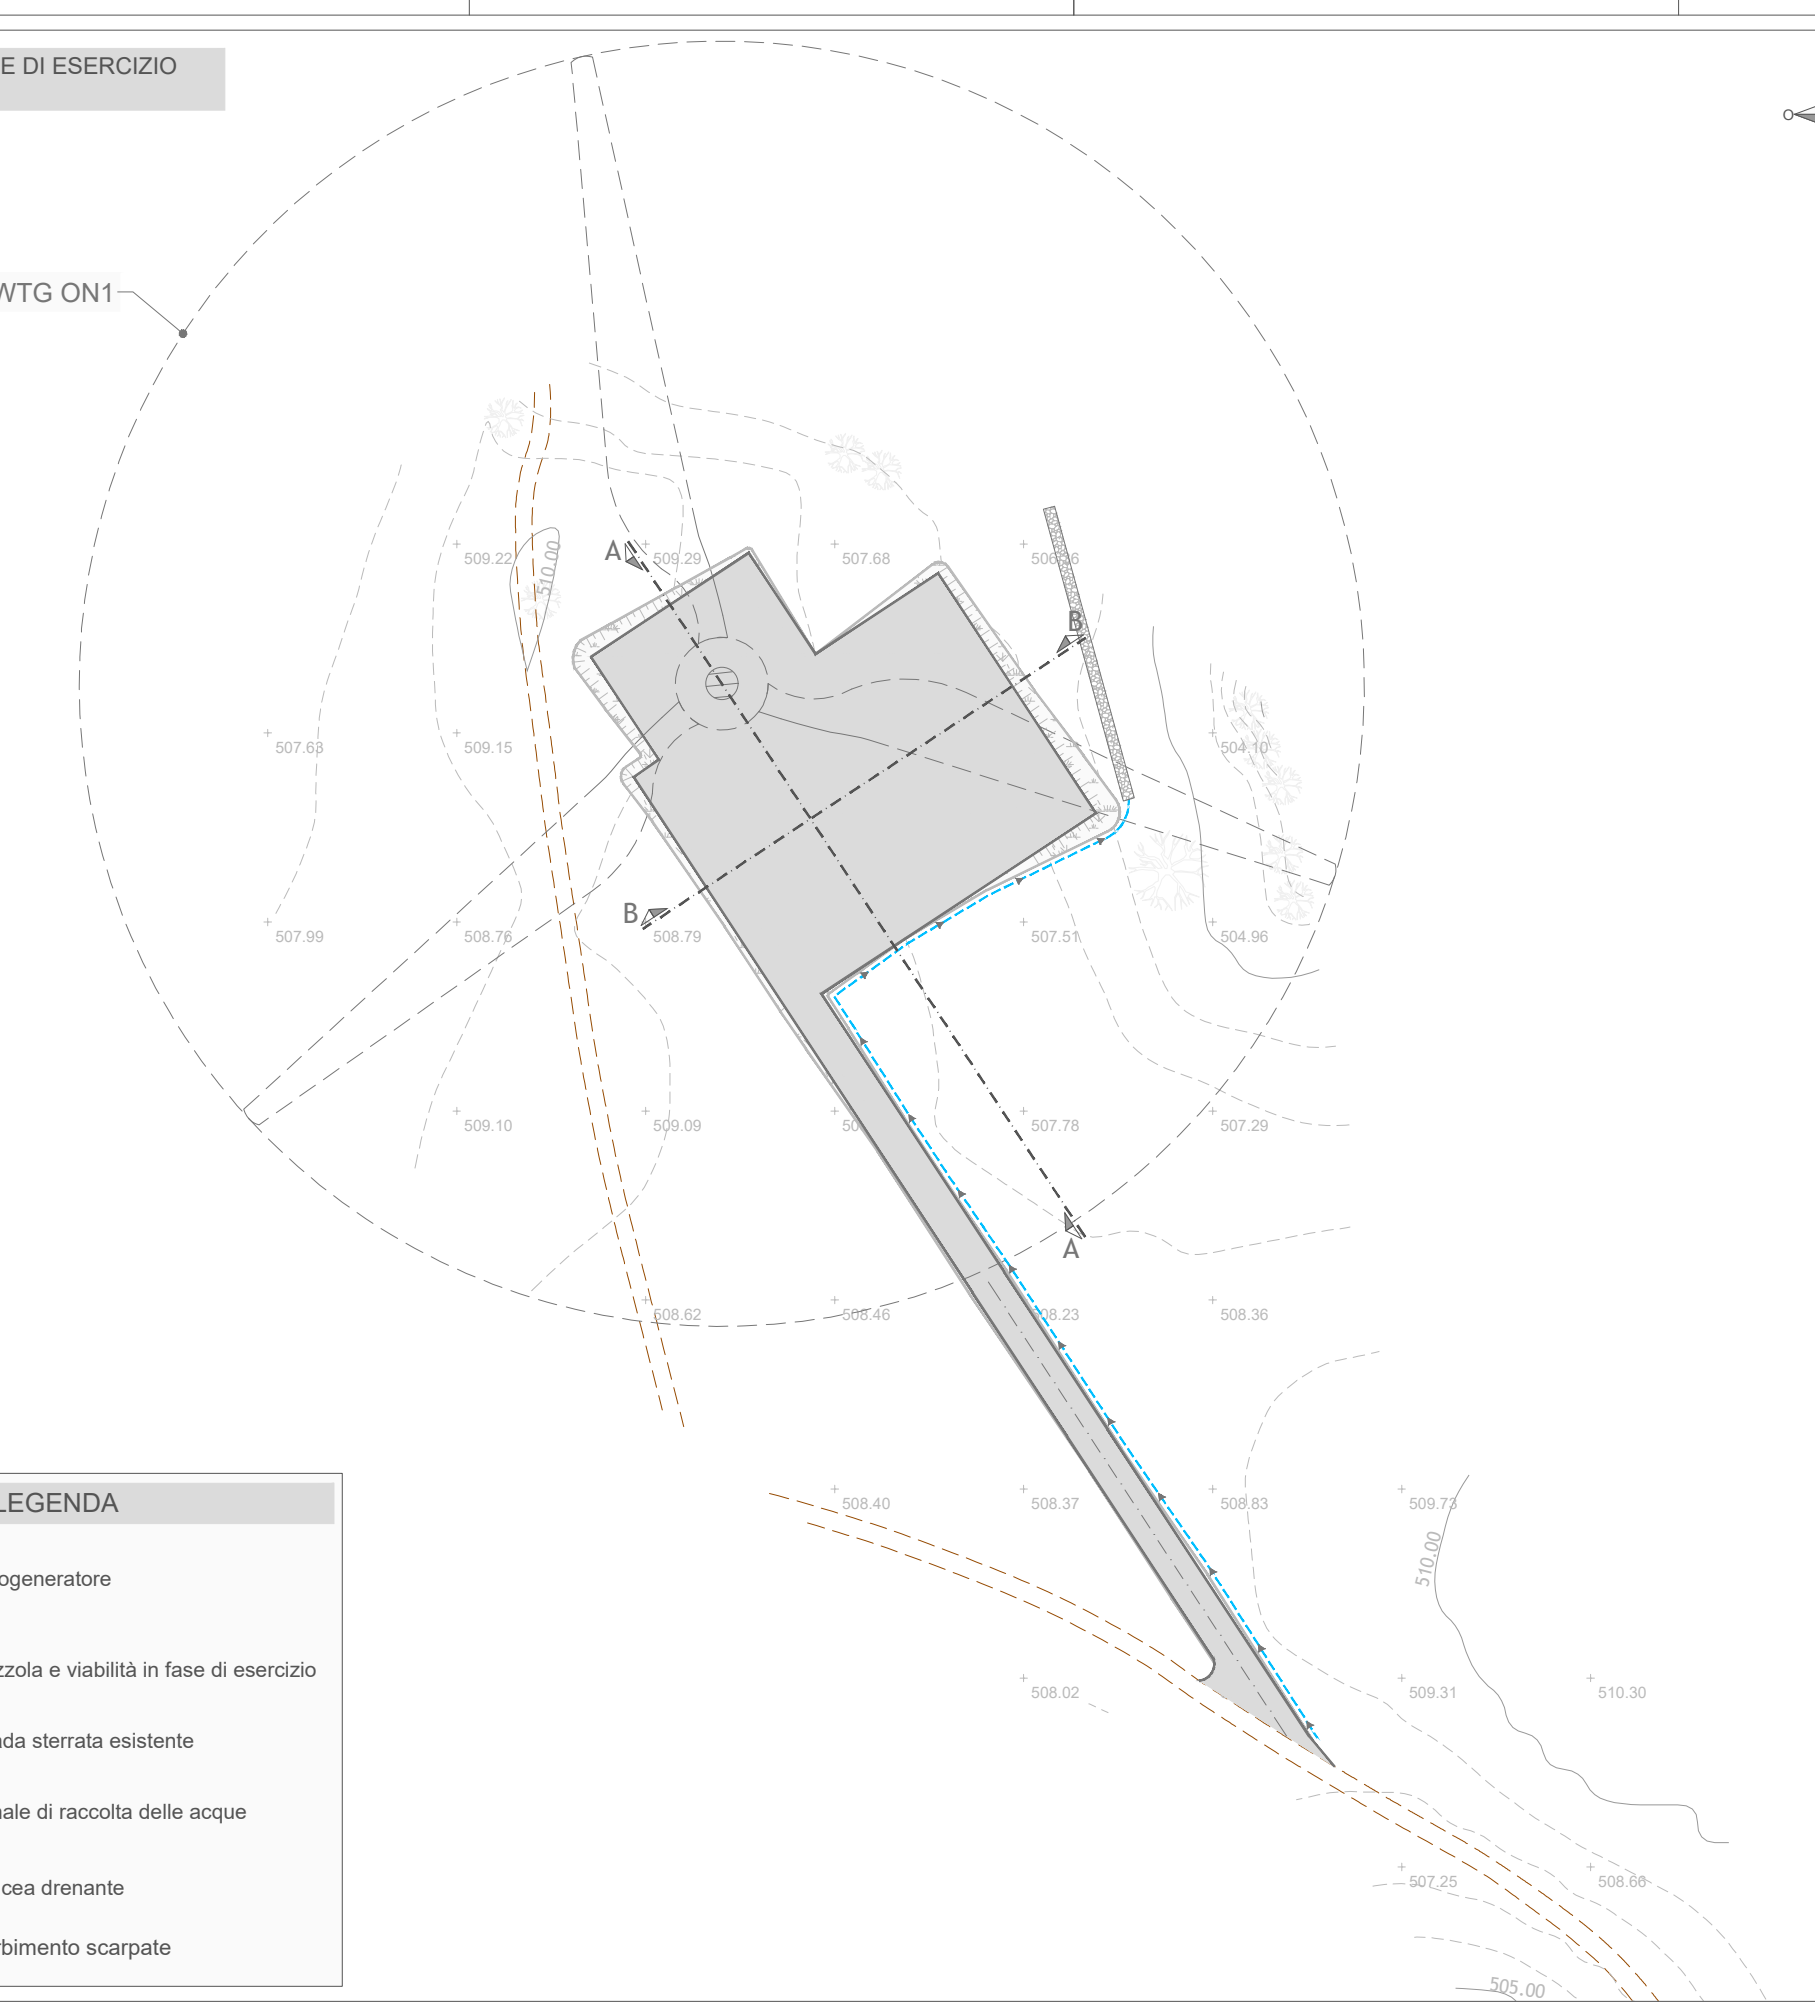 E DI ESERCIZIO
O
WTG ON1
A
509.22
510.00
509.29
507.68
B
507.63
509.15
504.10
B
507.99
508.76
508.79
507.51
504.96
509.10
509.09
507.78
507.29
A
508.62
508.46
508.36
LEGENDA
508.40
508.37
508.83
509.73
510.00
ogeneratore
zzola e viabilità in fase di esercizio
508.02
509.31
510.30
ada sterrata esistente
nale di raccolta delle acque
507.25
508.66
cea drenante
rbimento scarpate
505.00